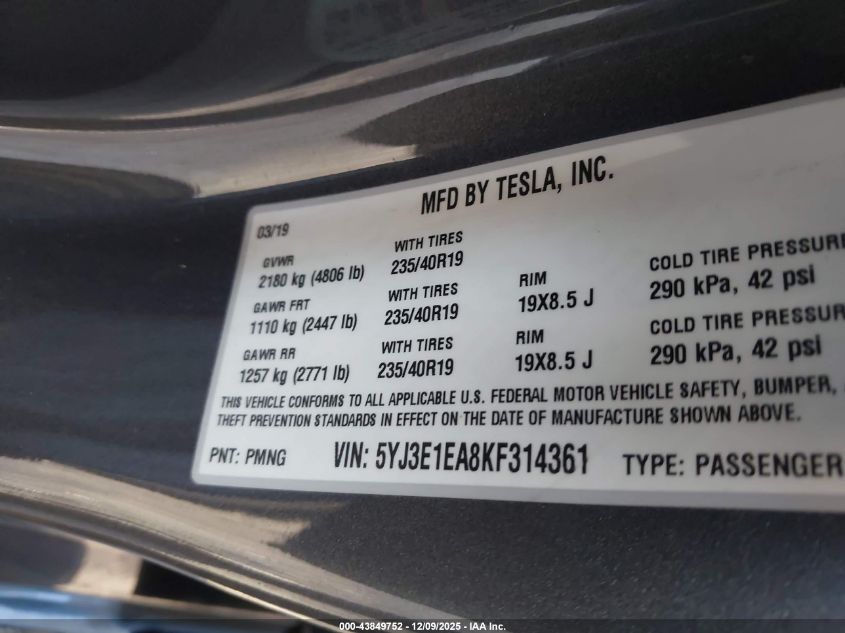 MFD BY TESLA, INC.
03/19
GVWR
2180 kg (4806 lb)
WITH TIRES
235/40R19
GAWR FRT
1110 kg (2447 lb)
WITH TIRES
235/40R19
RIM
19X8.5 J
COLD TIRE PRESSURE
290 kPa, 42 psi
GAWR RR
1257 kg (2771 lb)
WITH TIRES
235/40R19
RIM
19X8.5 J
COLD TIRE PRESSURE
290 kPa, 42 psi
THIS VEHICLE CONFORMS TO ALL APPLICABLE U.S. FEDERAL MOTOR VEHICLE SAFETY, BUMPER,
THEFT PREVENTION STANDARDS IN EFFECT ON THE DATE OF MANUFACTURE SHOWN ABOVE.
PNT: PMNG VIN: 5YJ3E1EA8KF314361 TYPE: PASSENGER
000-43849752 - 12/09/2025 - IAA Inc.